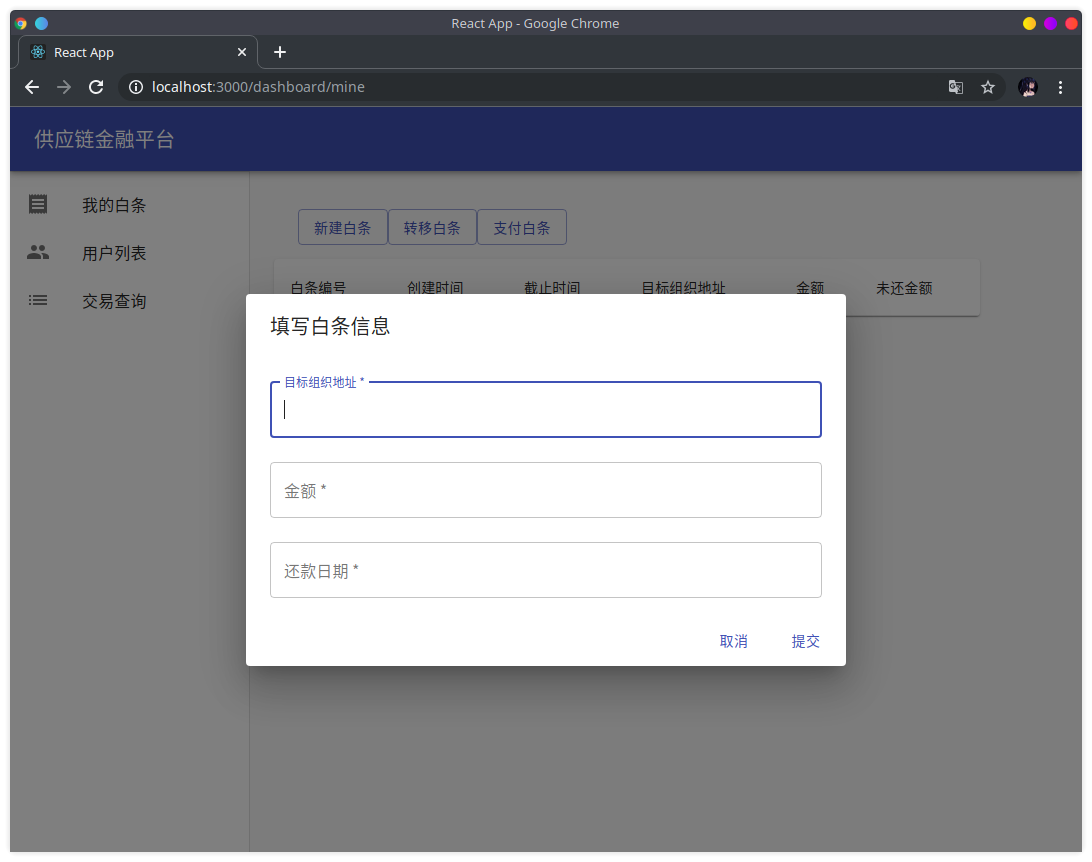 React App - Google Chrome
React App
localhost:3000/dashboard/mine
供应链金融平台
我的白条
用户列表
交易查询
新建白条 转移白条 支付白条
白条编号 创建时间 截止时间 目标组织地址 金额 未还金额
填写白条信息
目标组织地址 *
金额 *
还款日期 *
取消 提交